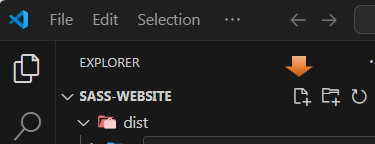 File Edit Selection ...
EXPLORER
SASS-WEBSITE
dist